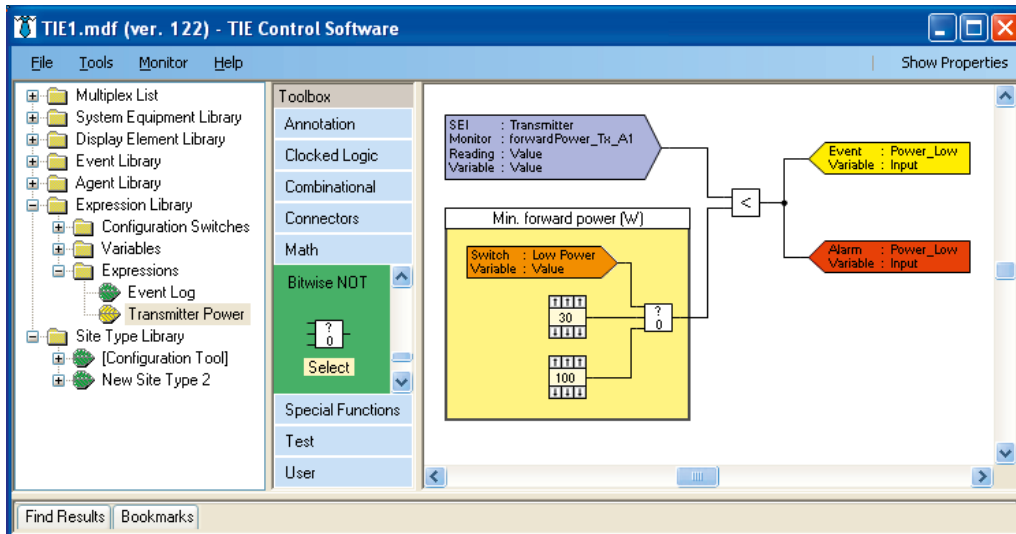 TIE1.mdf (ver. 122) - TIE Control Software
File Tools Monitor Help Show Properties
Multiplex List
System Equipment Library
Display Element Library
Event Library
Agent Library
Expression Library
Configuration Switches
Variables
Expressions
Event Log
Transmitter Power
Site Type Library
[Configuration Tool]
New Site Type 2
Toolbox
Annotation
Clocked Logic
Combinational
Connectors
Math
Bitwise NOT
?
0
Select
Special Functions
Test
User
SEI : Transmitter
Monitor : forwardPower_Tx_A1
Reading : Value
Variable : Value
Min. forward power (W)
Switch : Low Power
Variable : Value
30
100
?
0
<
Event : Power_Low
Variable : Input
Alarm : Power_Low
Variable : Input
Find Results Bookmarks